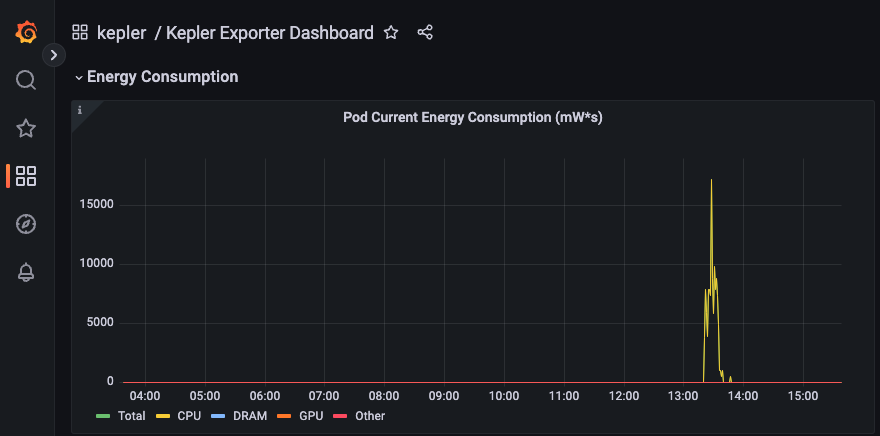 kepler / Kepler Exporter Dashboard
Energy Consumption
i
Pod Current Energy Consumption (mW*s)
15000
10000
5000
0
04:00 05:00 06:00 07:00 08:00 09:00 10:00 11:00 12:00 13:00 14:00 15:00
Total CPU DRAM GPU Other